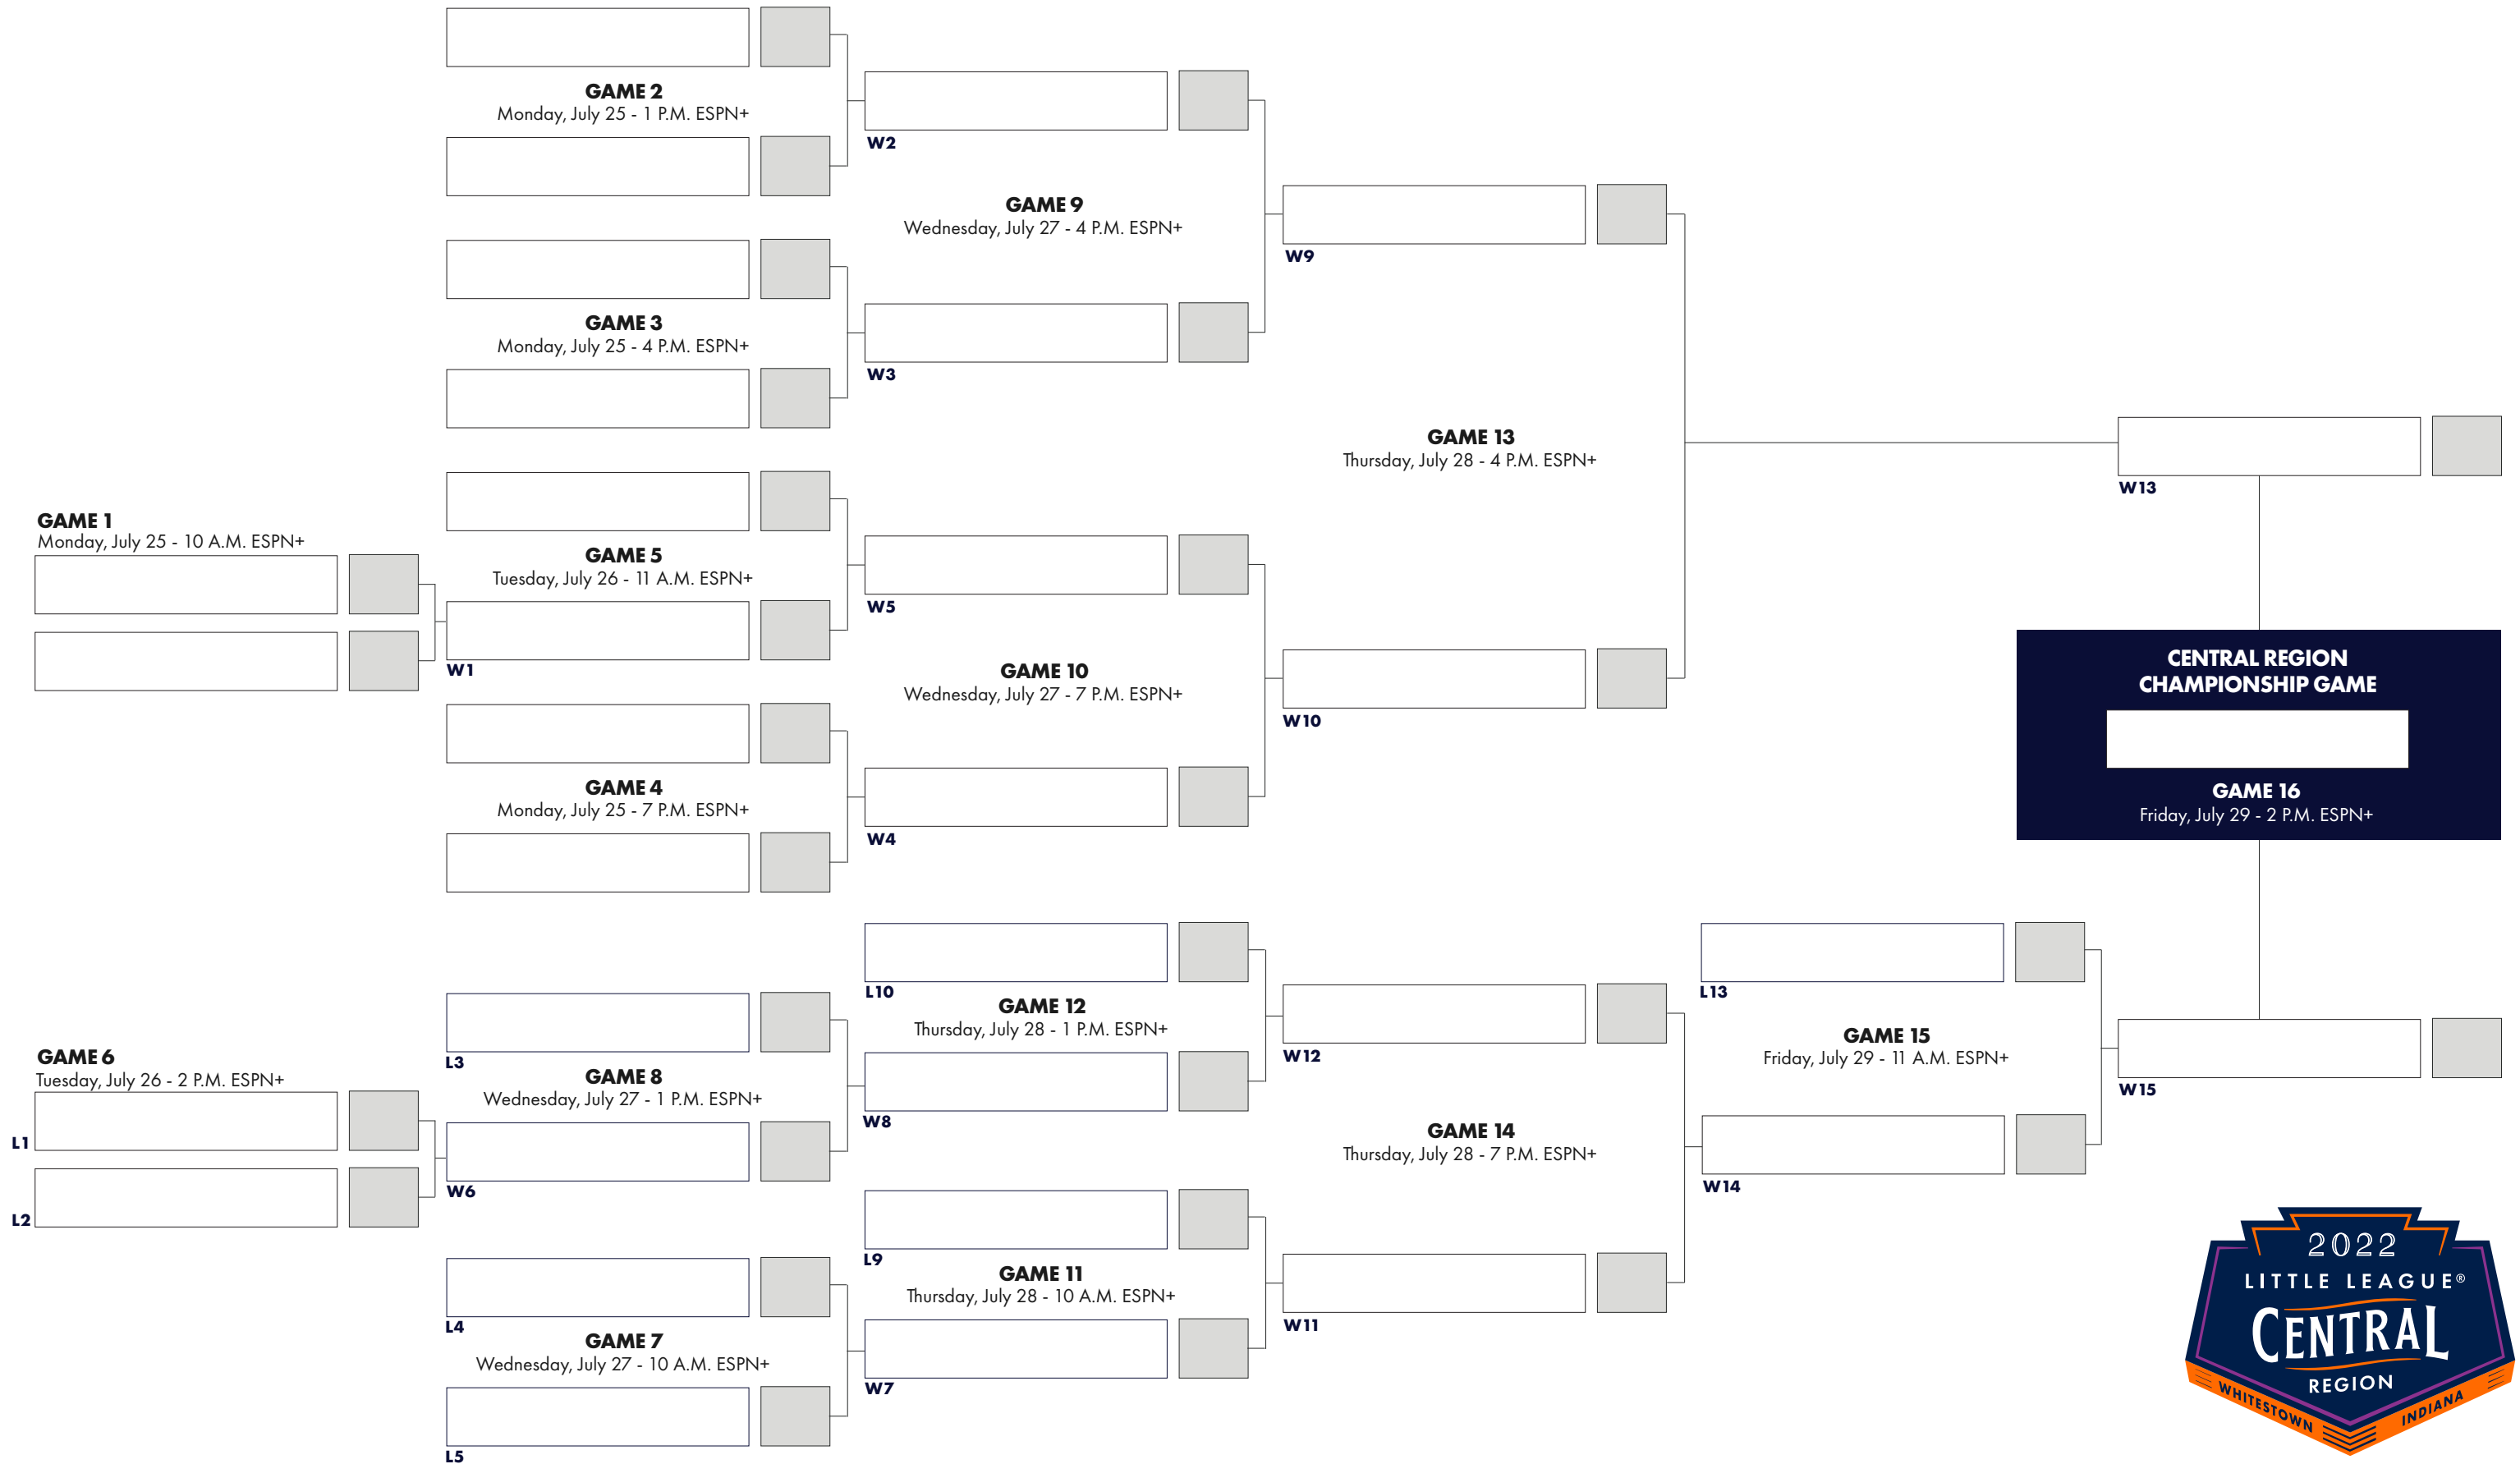 GAME 2
Monday, July 25 - 1 P.M. ESPN+
W2
GAME 9
Wednesday, July 27 - 4 P.M. ESPN+
W9
GAME 3
Monday, July 25 - 4 P.M. ESPN+
W3
GAME 13
Thursday, July 28 - 4 P.M. ESPN+
W13
GAME 1
Monday, July 25 - 10 A.M. ESPN+
W1
GAME 5
Tuesday, July 26 - 11 A.M. ESPN+
W5
GAME 10
Wednesday, July 27 - 7 P.M. ESPN+
W10
GAME 4
Monday, July 25 - 7 P.M. ESPN+
W4
CENTRAL REGION
CHAMPIONSHIP GAME
GAME 16
Friday, July 29 - 2 P.M. ESPN+
L10
GAME 12
Thursday, July 28 - 1 P.M. ESPN+
W12
L13
GAME 15
Friday, July 29 - 11 A.M. ESPN+
W15
GAME 6
Tuesday, July 26 - 2 P.M. ESPN+
L1
L2
L3
GAME 8
Wednesday, July 27 - 1 P.M. ESPN+
W6
W8
GAME 14
Thursday, July 28 - 7 P.M. ESPN+
W14
L9
GAME 11
Thursday, July 28 - 10 A.M. ESPN+
W11
L4
GAME 7
Wednesday, July 27 - 10 A.M. ESPN+
W7
L5
2022
LITTLE LEAGUE®
CENTRAL
REGION
WHITESTOWN INDIANA